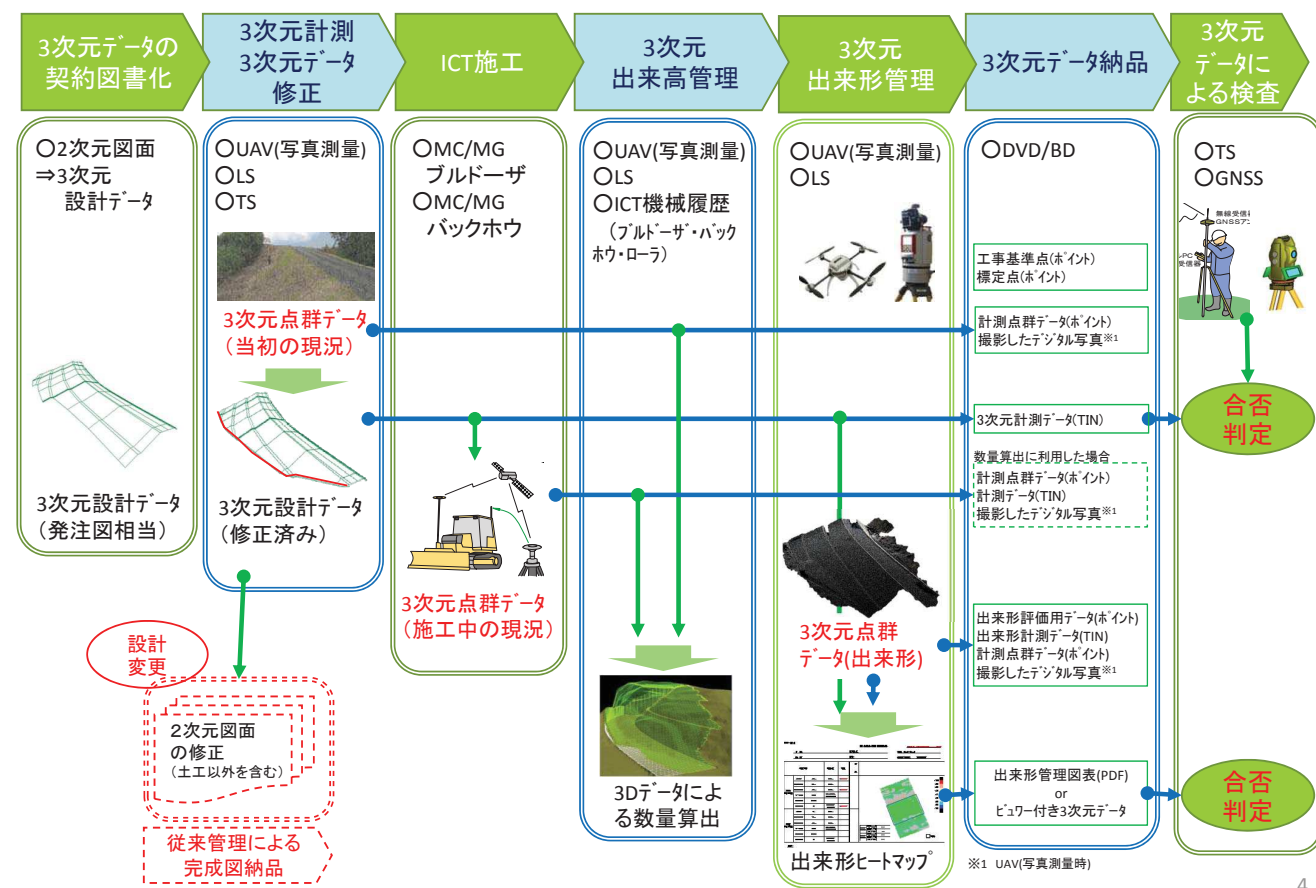 3次元データの
契約図書化
3次元計測
3次元データ
修正
ICT施工
3次元
出来高管理
3次元
出来形管理
3次元データ納品
3次元
データに
よる検査
〇2次元図面
⇒3次元
設計データ
3次元設計データ
(発注図相当)
〇UAV(写真測量)
〇LS
〇TS
3次元点群データ
(当初の現況)
3次元設計データ
(修正済み)
設計
変更
2次元図面
の修正
(土工以外を含む)
従来管理による
完成図納品
〇MC/MG
ブルドーザ
〇MC/MG
バックホウ
3次元点群データ
(施工中の現況)
〇UAV(写真測量)
〇LS
〇ICT機械履歴
(ブルドーザ・バック
ホウ・ローラ)
3Dデータによ
る数量算出
〇UAV(写真測量)
〇LS
3次元点群
データ(出来形)
出来形ヒートマップ
〇DVD/BD
工事基準点(ポイント)
標定点(ポイント)
計測点群データ(ポイント)
撮影したデジタル写真※1
3次元計測データ(TIN)
数量算出に利用した場合
計測点群データ(ポイント)
計測データ(TIN)
撮影したデジタル写真※1
出来形評価用データ(ポイント)
出来形計測データ(TIN)
計測点群データ(ポイント)
撮影したデジタル写真※1
出来形管理図表(PDF)
or
ビュワー付き3次元データ
※1 UAV(写真測量時)
〇TS
〇GNSS
無線受信
GNSSアン
PC
受信器
合否
判定
合否
判定
4